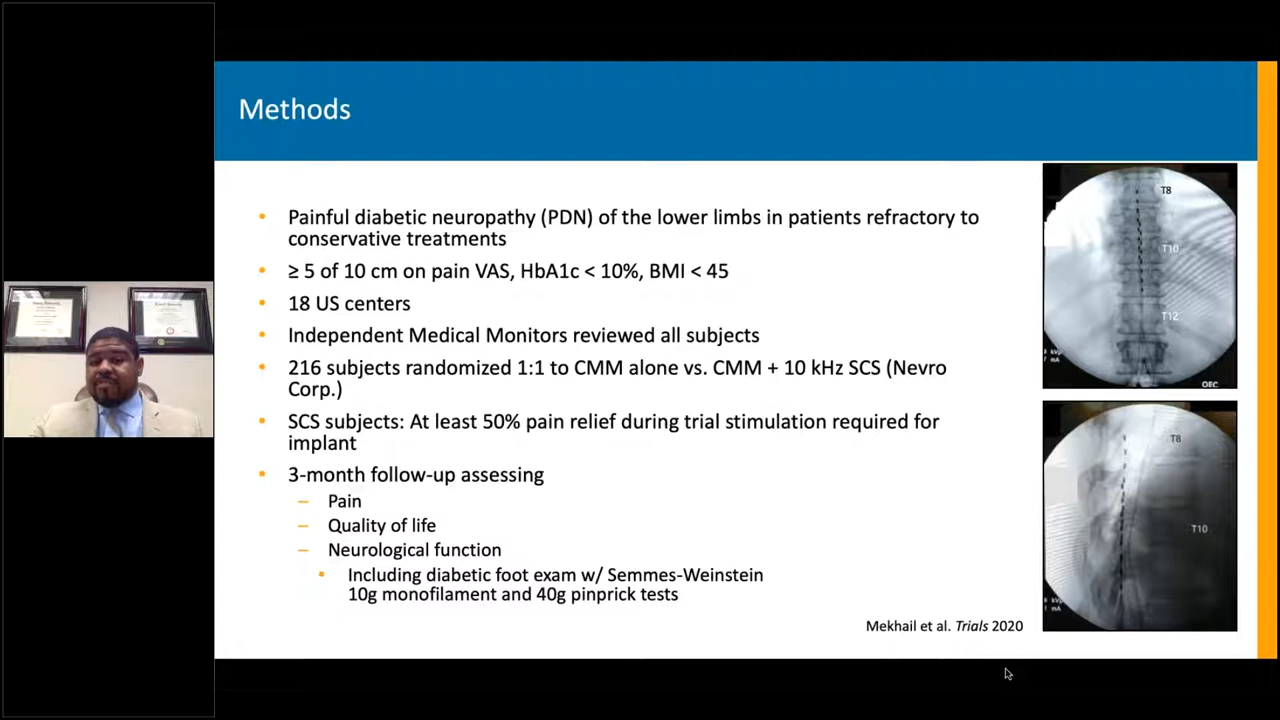 Methods
• Painful diabetic neuropathy (PDN) of the lower limbs in patients refractory to
conservative treatments
• ≥ 5 of 10 cm on pain VAS, HbA1c < 10%, BMI < 45
• 18 US centers
• Independent Medical Monitors reviewed all subjects
• 216 subjects randomized 1:1 to CMM alone vs. CMM + 10 kHz SCS (Nevro
Corp.)
• SCS subjects: At least 50% pain relief during trial stimulation required for
implant
• 3-month follow-up assessing
– Pain
– Quality of life
– Neurological function
• Including diabetic foot exam w/ Semmes-Weinstein
10g monofilament and 40g pinprick tests
Mekhail et al. Trials 2020
T8
T10
T12
kVp
mA
OEC
T8
T10
kVp
mA